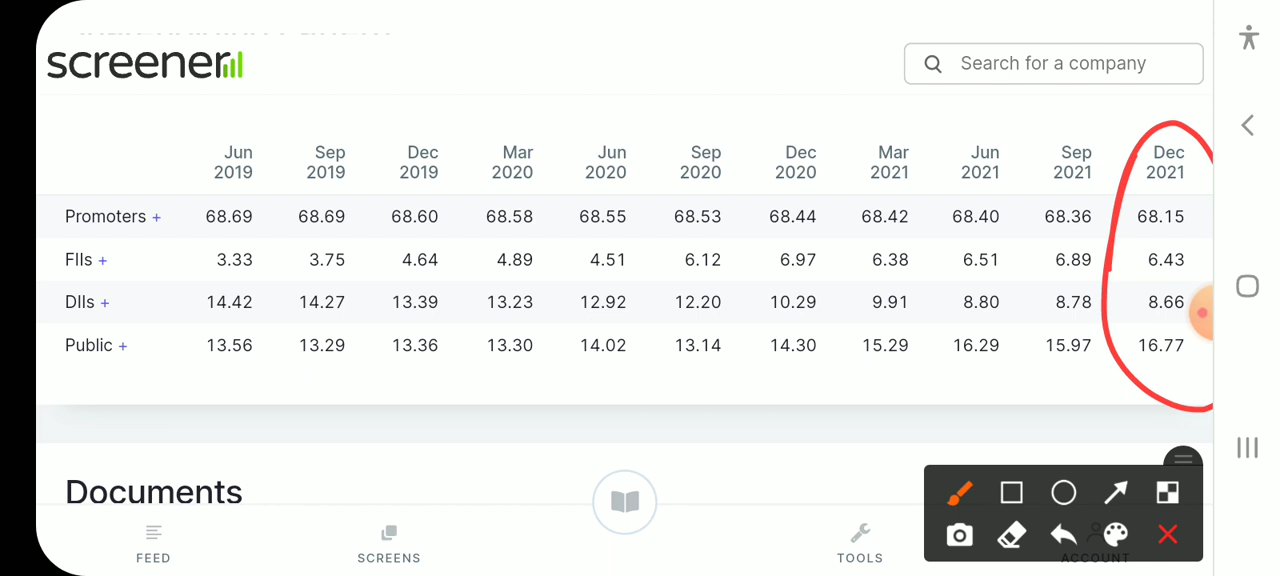 screener
Search for a company
Jun 2019 Sep 2019 Dec 2019 Mar 2020 Jun 2020 Sep 2020 Dec 2020 Mar 2021 Jun 2021 Sep 2021 Dec 2021
Promoters + 68.69 68.69 68.60 68.58 68.55 68.53 68.44 68.42 68.40 68.36 68.15
FIIs + 3.33 3.75 4.64 4.89 4.51 6.12 6.97 6.38 6.51 6.89 6.43
DIIs + 14.42 14.27 13.39 13.23 12.92 12.20 10.29 9.91 8.80 8.78 8.66
Public + 13.56 13.29 13.36 13.30 14.02 13.14 14.30 15.29 16.29 15.97 16.77
Documents
FEED SCREENS TOOLS ACCOUNT